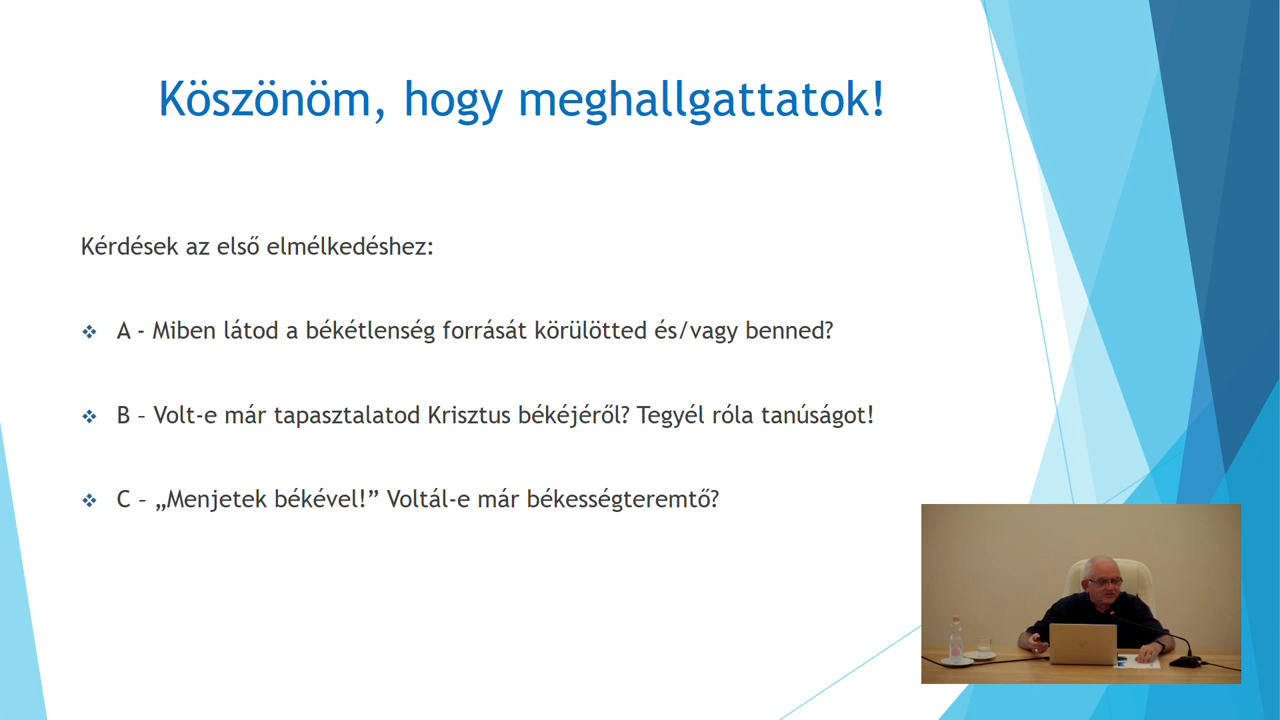 Köszönöm, hogy meghallgattatok!
Kérdések az első elmélkedéshez:
A - Miben látod a békétlenség forrását körülötted és/vagy benned?
B – Volt-e már tapasztalatod Krisztus békéjéről? Tegyél róla tanúságot!
C – „Menjetek békével!” Voltál-e már békességteremtő?